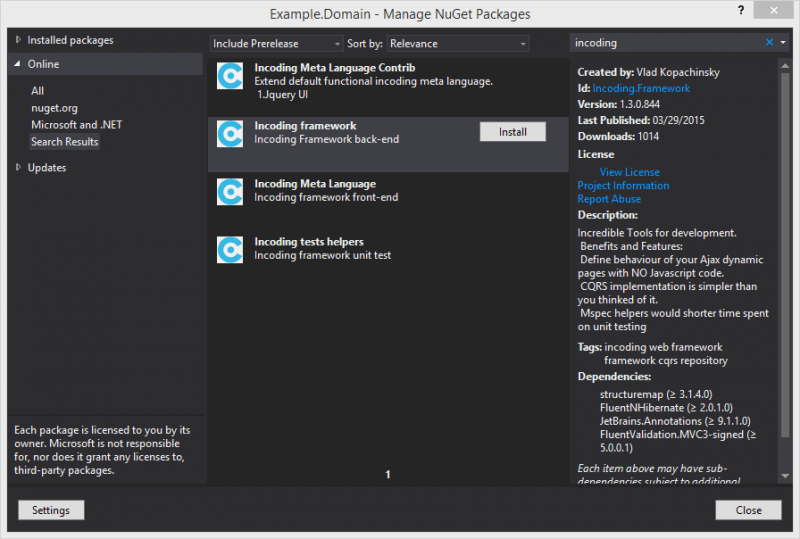 Example.Domain - Manage NuGet Packages
?
Installed packages
Online
All
nuget.org
Microsoft and .NET
Search Results
Updates
Each package is licensed to you by its
owner. Microsoft is not responsible
for, nor does it grant any licenses to,
third-party packages.
Include Prerelease
Sort by: Relevance
Incoding Meta Language Contrib
Extend default functional incoding meta language.
1.Jquery UI
Incoding framework
Incoding Framework back-end
Install
Incoding Meta Language
Incoding framework front-end
Incoding tests helpers
Incoding framework unit test
1
incoding
Created by: Vlad Kopachinsky
Id: Incoding.Framework
Version: 1.3.0.844
Last Published: 03/29/2015
Downloads: 1014
License
View License
Project Information
Report Abuse
Description:
Incredible Tools for development.
Benefits and Features:
Define behaviour of your Ajax dynamic
pages with NO Javascript code.
CQRS implementation is simpler than
you thinked of it.
Mspec helpers would shorter time spent
on unit testing
Tags: incoding web framework
framework cqrs repository
Dependencies:
structuremap (≥ 3.1.4.0)
FluentNHibernate (≥ 2.0.1.0)
JetBrains.Annotations (≥ 9.1.1.0)
FluentValidation.MVC3-signed (≥
5.0.0.1)
Each item above may have sub-
dependencies subject to additional
Settings
Close